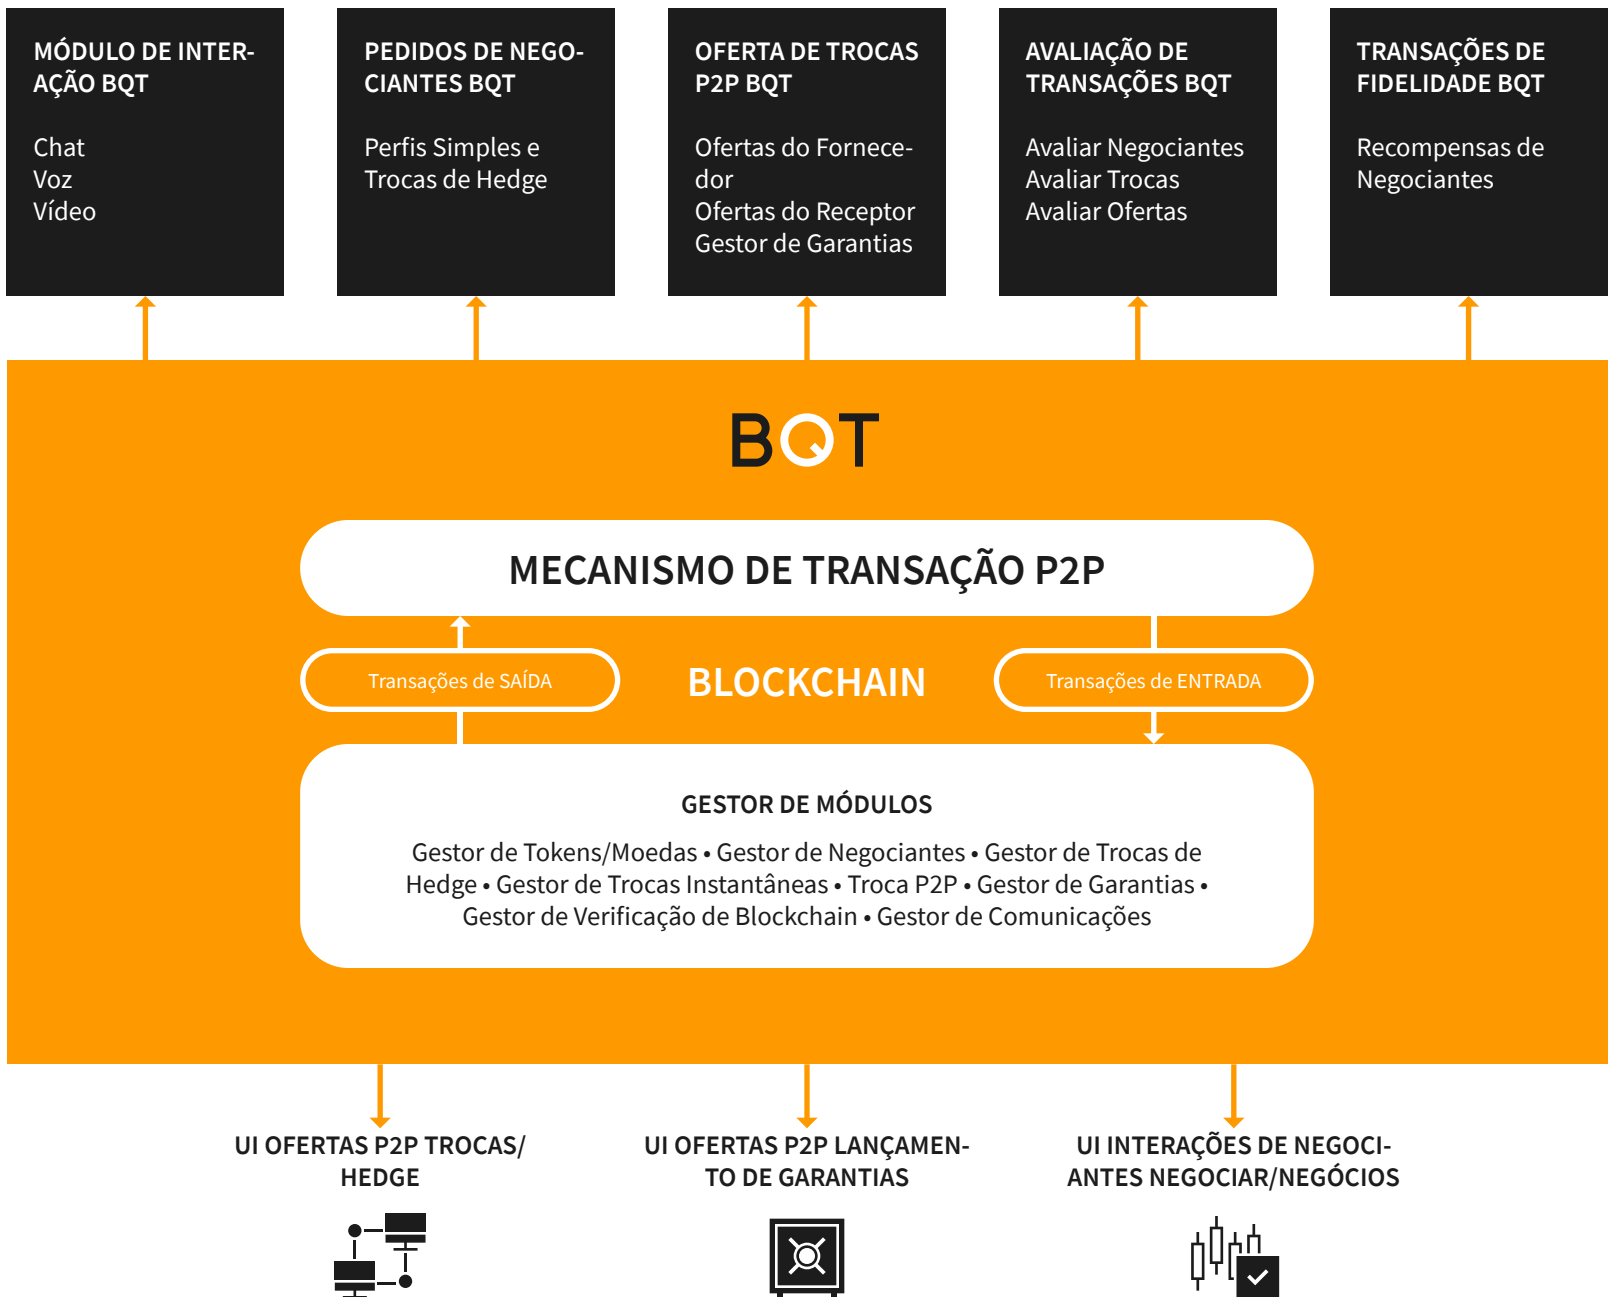 MÓDULO DE INTER-
AÇÃO BQT
Chat
Voz
Vídeo
PEDIDOS DE NEGO-
CIANTES BQT
Perfis Simples e
Trocas de Hedge
OFERTA DE TROCAS
P2P BQT
Ofertas do Fornece-
dor
Ofertas do Receptor
Gestor de Garantias
AVALIAÇÃO DE
TRANSAÇÕES BQT
Avaliar Negociantes
Avaliar Trocas
Avaliar Ofertas
TRANSAÇÕES DE
FIDELIDADE BQT
Recompensas de
Negociantes
BQT
MECANISMO DE TRANSAÇÃO P2P
Transações de SAÍDA
BLOCKCHAIN
Transações de ENTRADA
GESTOR DE MÓDULOS
Gestor de Tokens/Moedas • Gestor de Negociantes • Gestor de Trocas de
Hedge • Gestor de Trocas Instantâneas • Troca P2P • Gestor de Garantias •
Gestor de Verificação de Blockchain • Gestor de Comunicações
UI OFERTAS P2P TROCAS/
HEDGE
UI OFERTAS P2P LANÇAMEN-
TO DE GARANTIAS
UI INTERAÇÕES DE NEGOCI-
ANTES NEGOCIAR/NEGÓCIOS